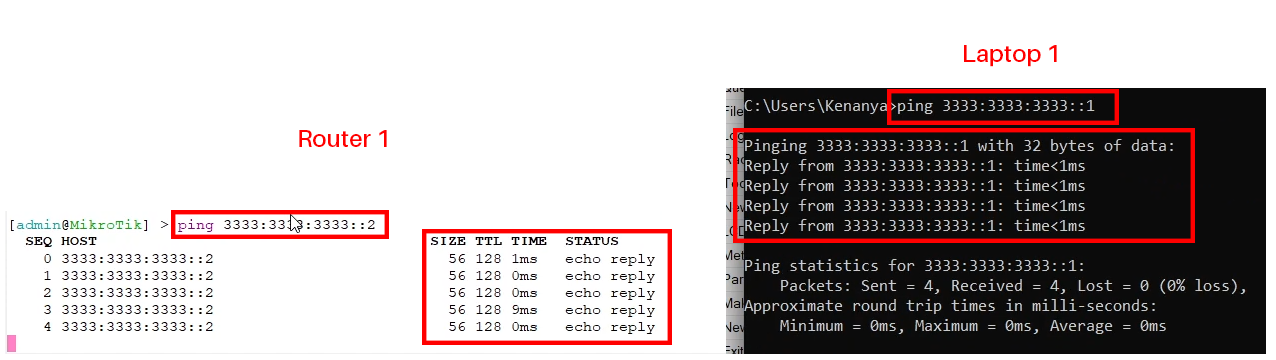 Laptop 1
Router 1
[admin@MikroTik] > ping 3333:3333:3333::2
SEQ HOST SIZE TTL TIME STATUS
0 3333:3333:3333::2 56 128 1ms echo reply
1 3333:3333:3333::2 56 128 0ms echo reply
2 3333:3333:3333::2 56 128 0ms echo reply
3 3333:3333:3333::2 56 128 9ms echo reply
4 3333:3333:3333::2 56 128 0ms echo reply
C:\Users\Kenanya>ping 3333:3333:3333::1
Pinging 3333:3333:3333::1 with 32 bytes of data:
Reply from 3333:3333:3333::1: time<1ms
Reply from 3333:3333:3333::1: time<1ms
Reply from 3333:3333:3333::1: time<1ms
Reply from 3333:3333:3333::1: time<1ms
Ping statistics for 3333:3333:3333::1:
Packets: Sent = 4, Received = 4, Lost = 0 (0% loss),
Approximate round trip times in milli-seconds:
Minimum = 0ms, Maximum = 0ms, Average = 0ms